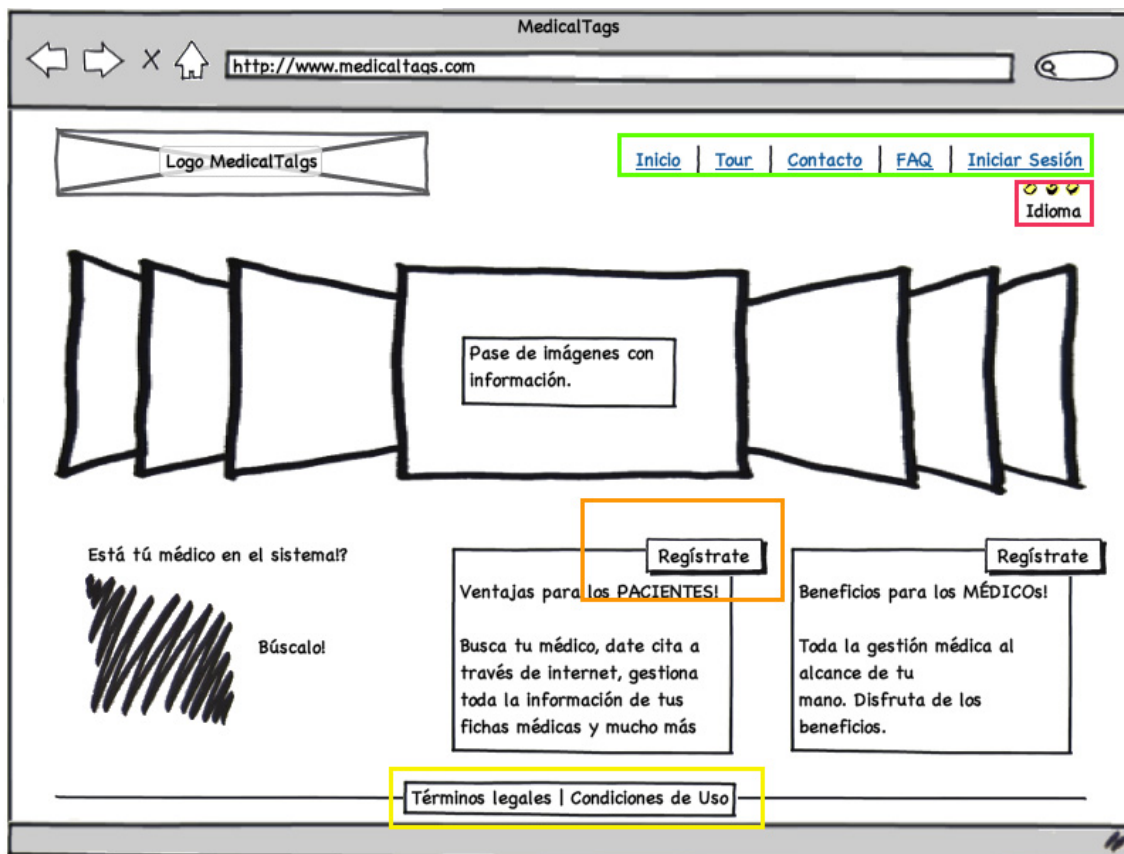 MedicalTags
http://www.medicaltags.com
Logo MedicalTalgs
Inicio | Tour | Contacto | FAQ | Iniciar Sesión
Idioma
Pase de imágenes con
información.
Está tú médico en el sistema!?
Búscalo!
Regístrate
Ventajas para los PACIENTES!
Busca tu médico, date cita a
través de internet, gestiona
toda la información de tus
fichas médicas y mucho más
Regístrate
Beneficios para los MÉDICOs!
Toda la gestión médica al
alcance de tu
mano. Disfruta de los
beneficios.
Términos legales | Condiciones de Uso